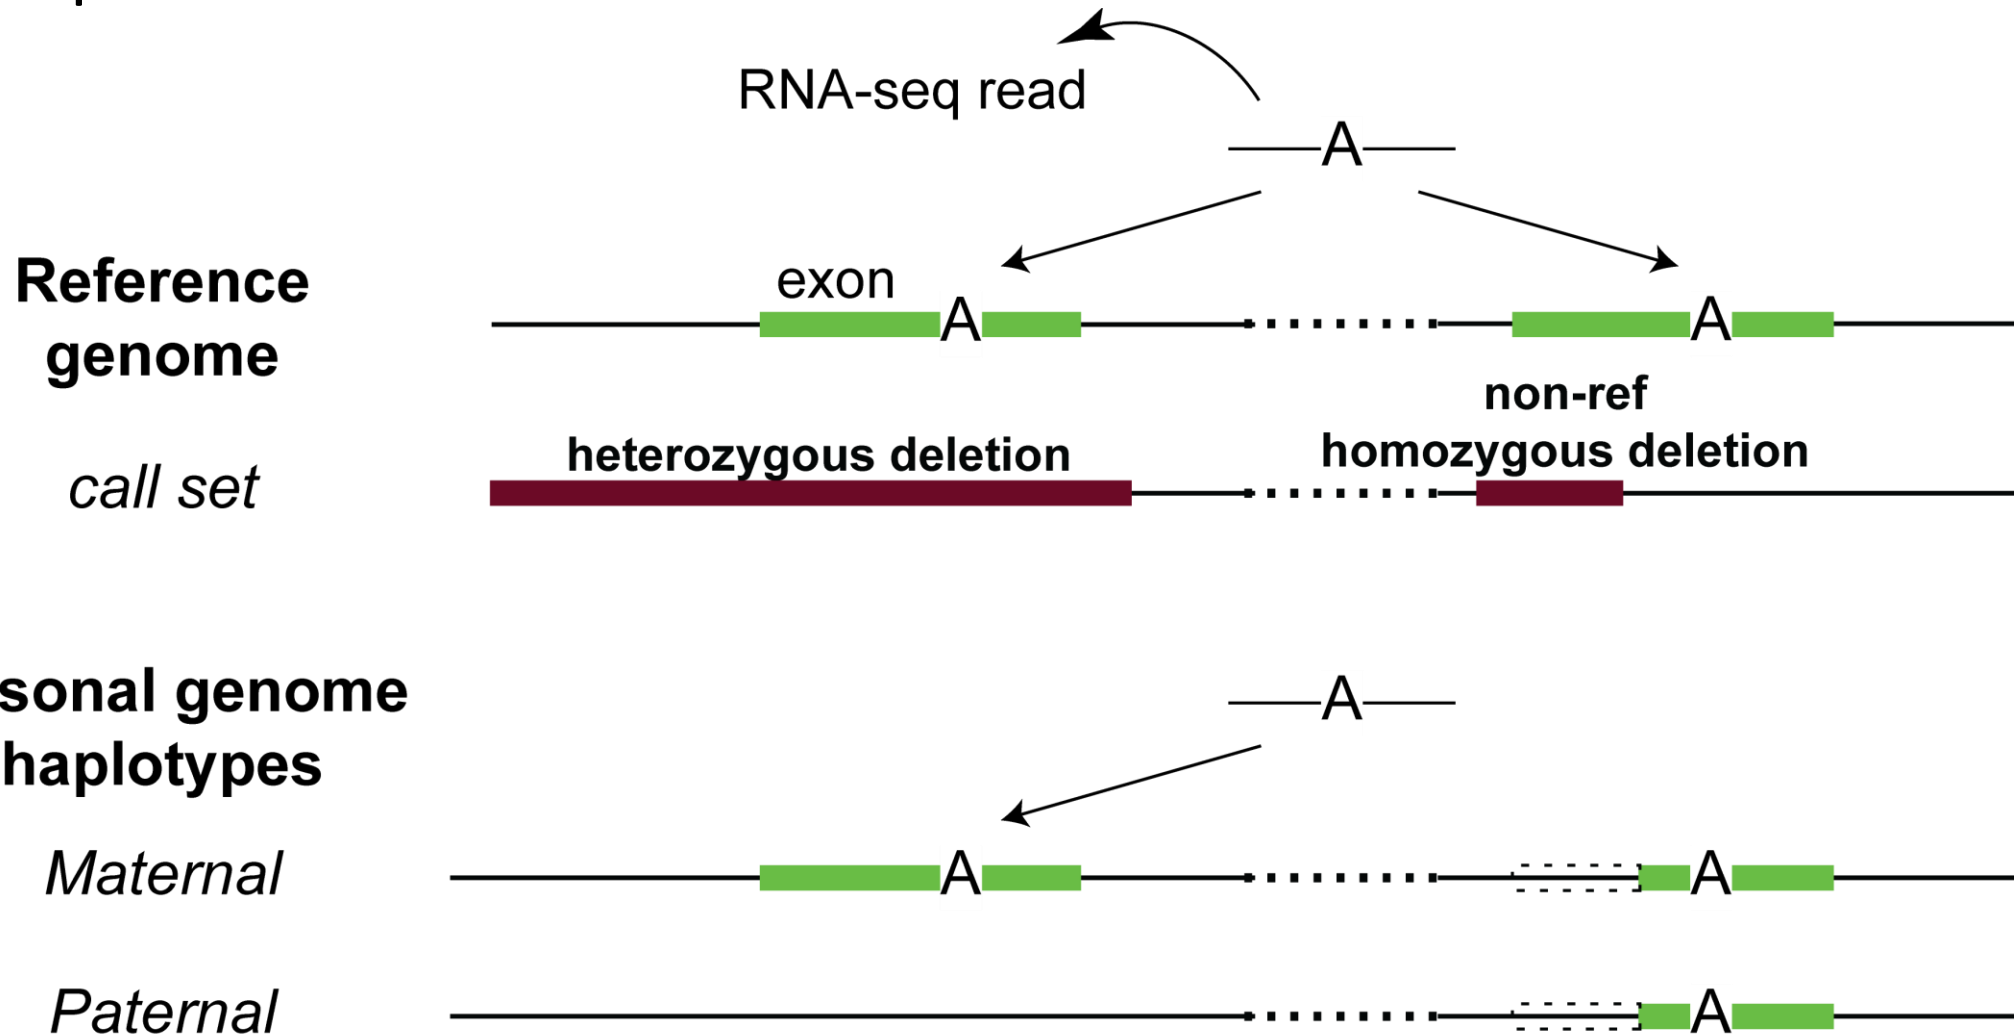 RNA-seq read
A
Reference
genome
exon
A A
non-ref
homozygous deletion
heterozygous deletion
call set
sonal genome
haplotypes
A
Maternal
A A
Paternal
A